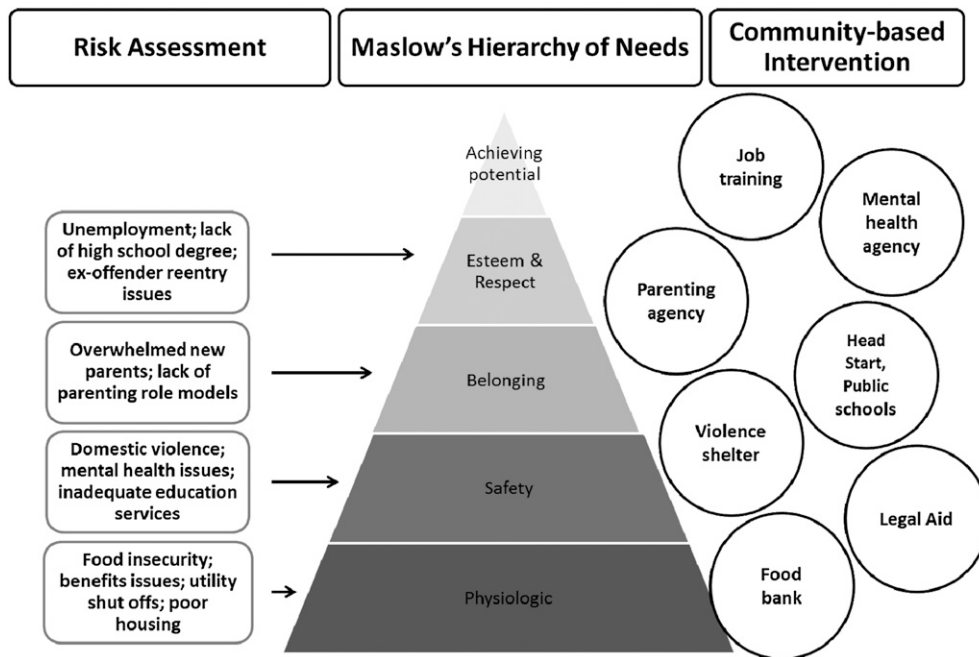 Risk Assessment
Maslow's Hierarchy of Needs
Community-based
Intervention
Unemployment; lack
of high school degree;
ex-offender reentry
issues
Overwhelmed new
parents; lack of
parenting role models
Domestic violence;
mental health issues;
inadequate education
services
Food insecurity;
benefits issues; utility
shut offs; poor
housing
Achieving
potential
Esteem &
Respect
Belonging
Safety
Physiologic
Job
training
Mental
health
agency
Parenting
agency
Head
Start,
Public
schools
Violence
shelter
Legal Aid
Food
bank